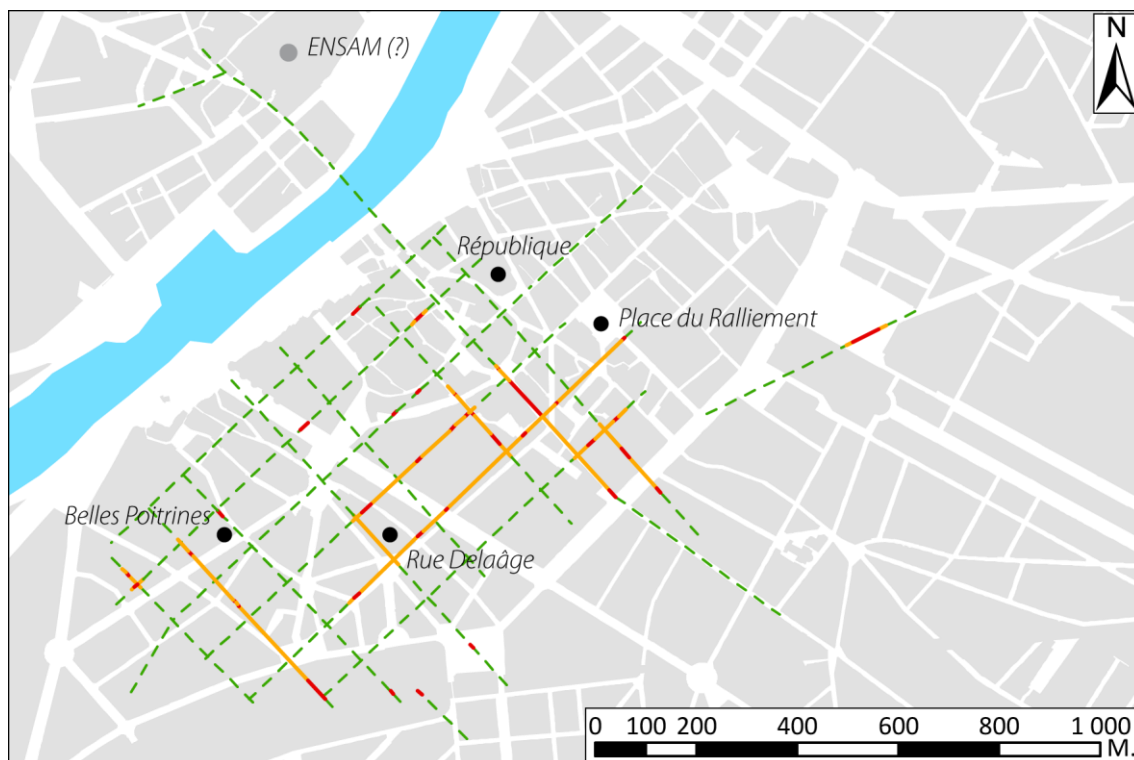 ENSAM (?)
N
République
Place du Ralliement
Belles Poitrines
Rue Delaâge
0 100 200 400 600 800 1 000
M.